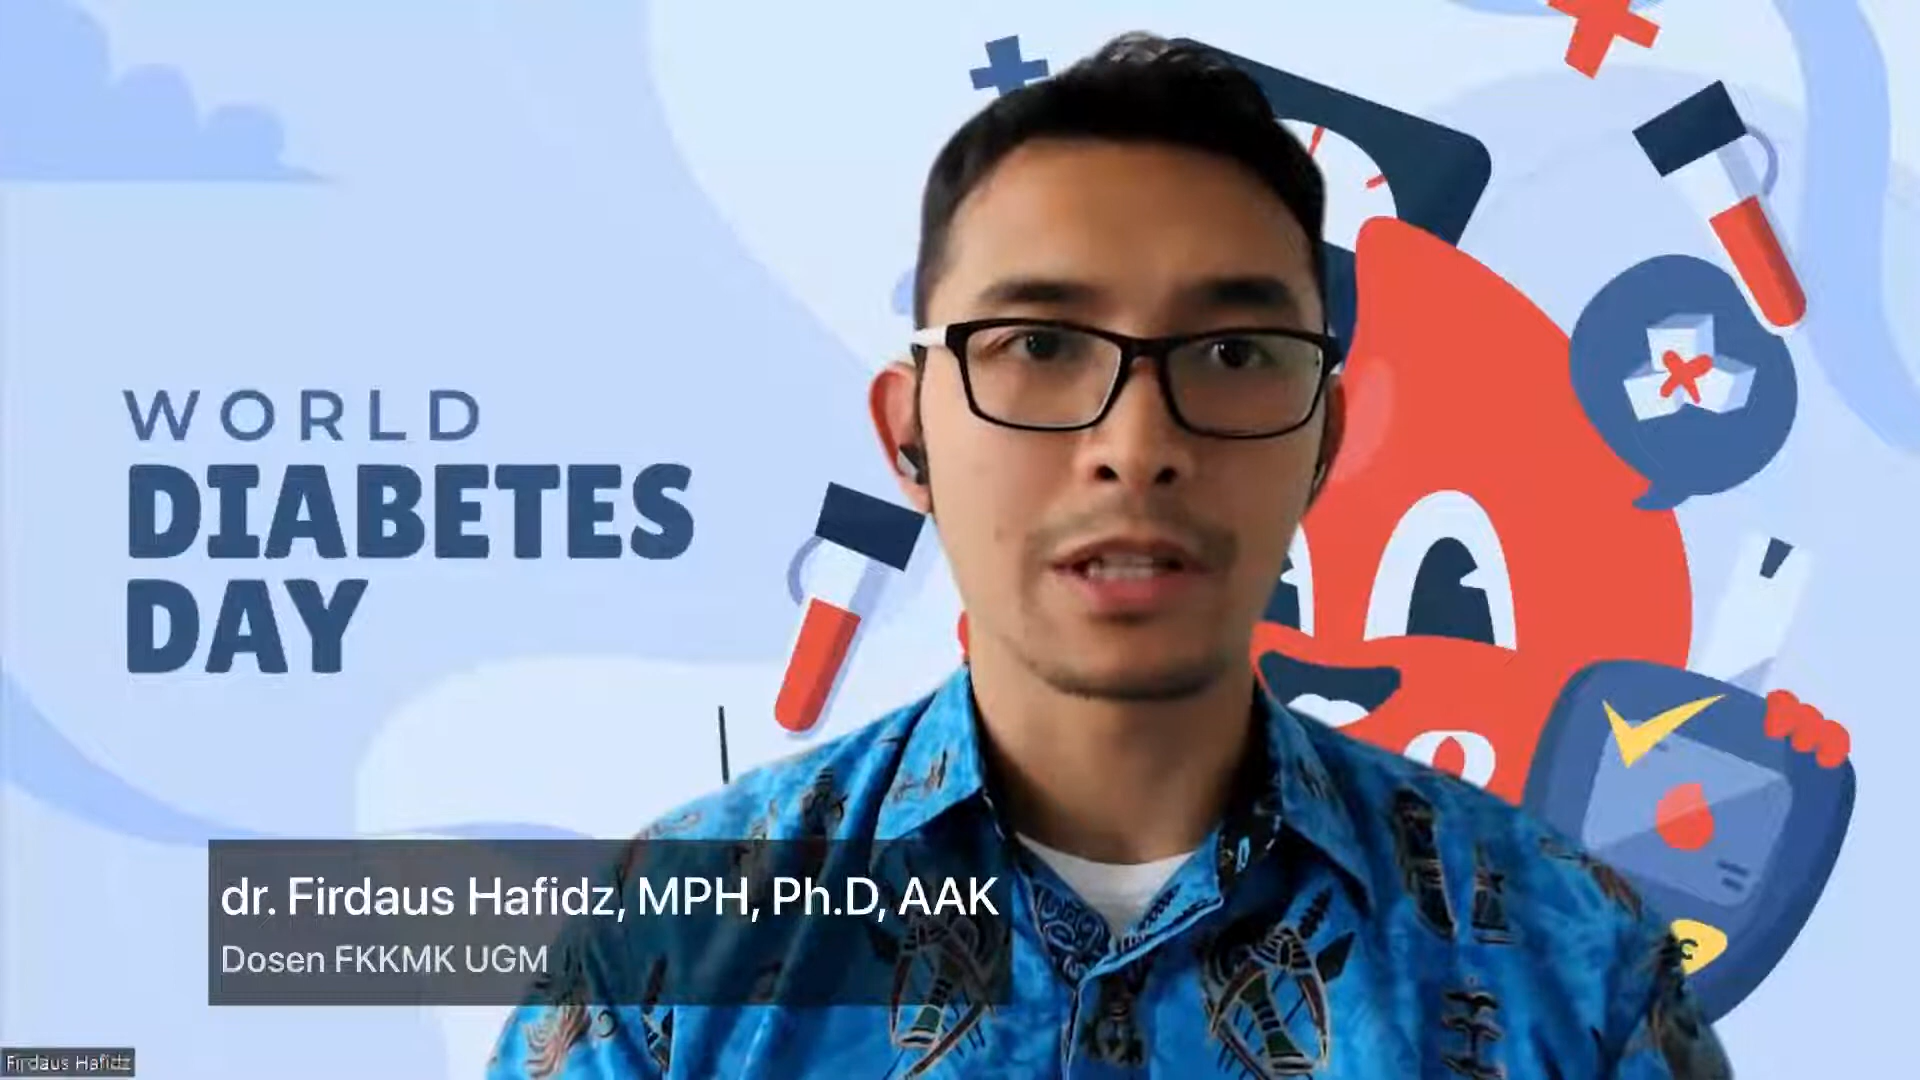 WORLD
DIABETES
DAY
dr. Firdaus Hafidz, MPH, Ph.D, AAK
Dosen FKKMK UGM
Firdaus Hafidz